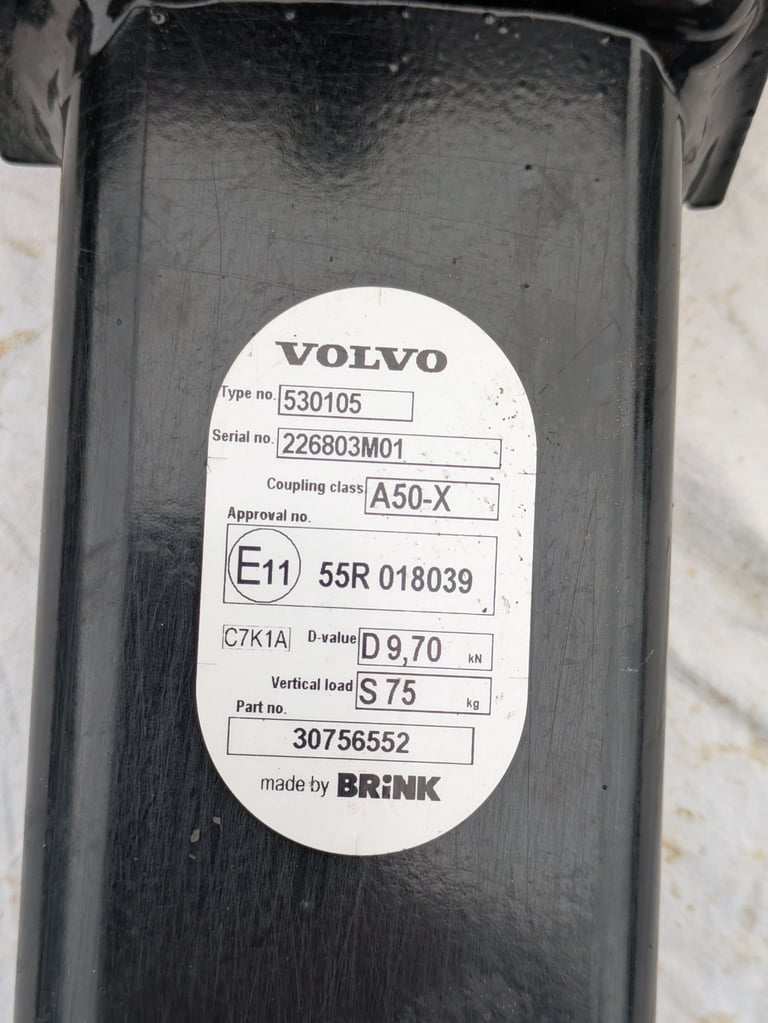 VOLVO
Type no. 530105
Serial no. 226803M01
Coupling class A50-X
Approval no.
E11 55R 018039
C7K1A D-value D 9,70 kN
Vertical load S 75 kg
Part no.
30756552
made by BRiNK